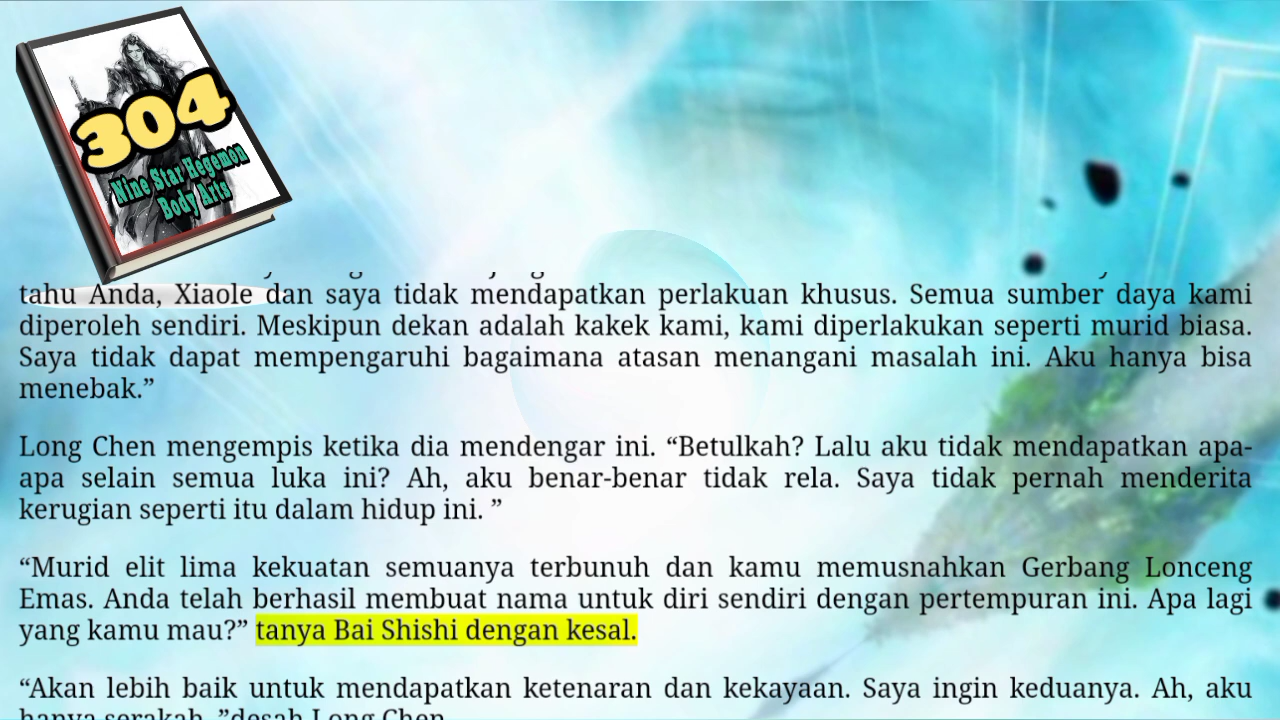 304
Nine Star Hegemon
Body Arts
tahu Anda, Xiaole dan saya tidak mendapatkan perlakuan khusus. Semua sumber daya kami
diperoleh sendiri. Meskipun dekan adalah kakek kami, kami diperlakukan seperti murid biasa.
Saya tidak dapat mempengaruhi bagaimana atasan menangani masalah ini. Aku hanya bisa
menebak.”
Long Chen mengempis ketika dia mendengar ini. “Betulkah? Lalu aku tidak mendapatkan apa-
apa selain semua luka ini? Ah, aku benar-benar tidak rela. Saya tidak pernah menderita
kerugian seperti itu dalam hidup ini. ”
“Murid elit lima kekuatan semuanya terbunuh dan kamu memusnahkan Gerbang Lonceng
Emas. Anda telah berhasil membuat nama untuk diri sendiri dengan pertempuran ini. Apa lagi
yang kamu mau?” tanya Bai Shishi dengan kesal.
“Akan lebih baik untuk mendapatkan ketenaran dan kekayaan. Saya ingin keduanya. Ah, aku
hanya serakah, ”desah Long Chen